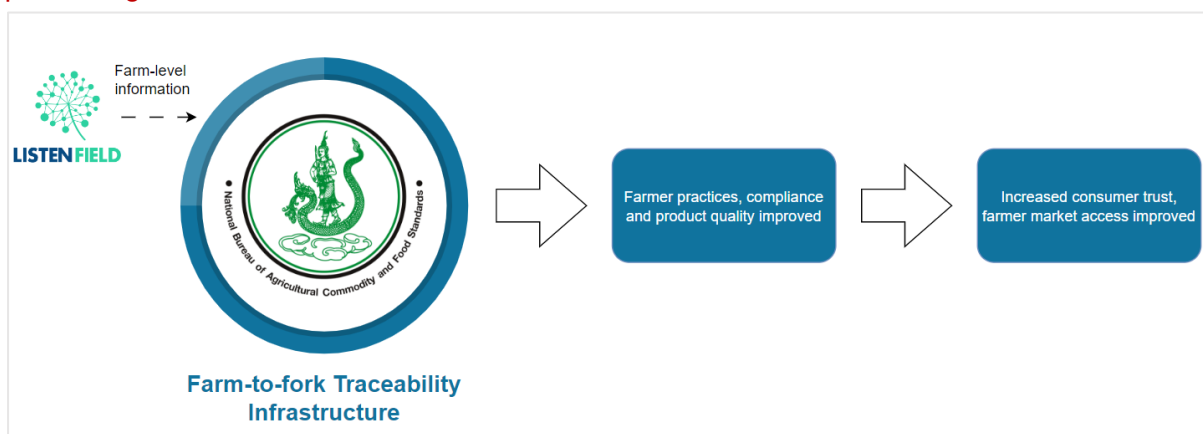 Farm-level
information
LISTENFIELD
National Bureau of Agricultural Commodity and Food Standards
Farm-to-fork Traceability
Infrastructure
Farmer practices, compliance
and product quality improved
Increased consumer trust,
farmer market access improved